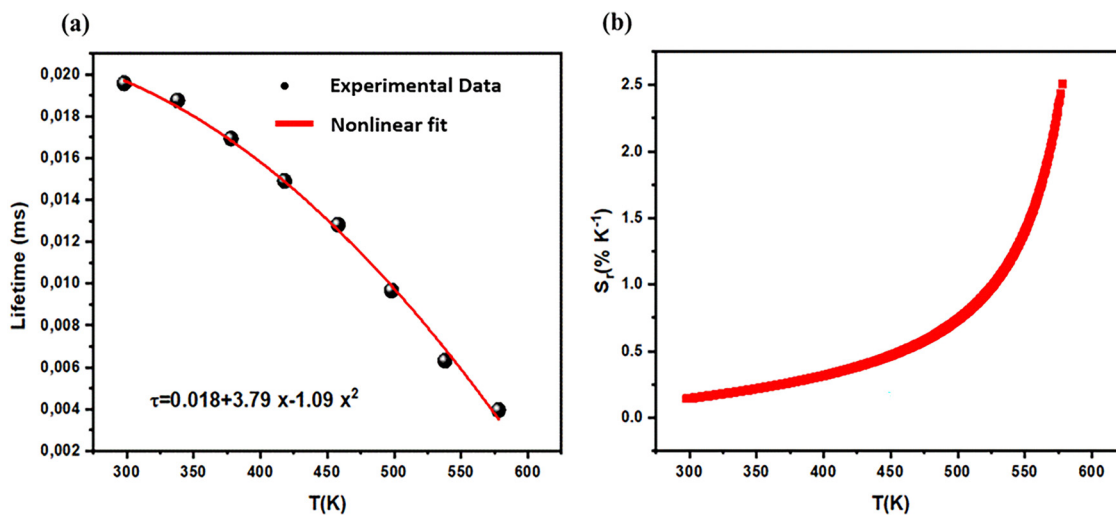 (a)
0,020
0,018
0,016
0,014
0,012
0,010
0,008
0,006
0,004
0,002
Lifetime (ms)
Experimental Data
Nonlinear fit
τ=0.018+3.79 x-1.09 x²
300 350 400 450 500 550 600
T(K)
(b)
2.5
2.0
1.5
1.0
0.5
0.0
Sᵣ(% K⁻¹)
300 350 400 450 500 550 600
T(K)